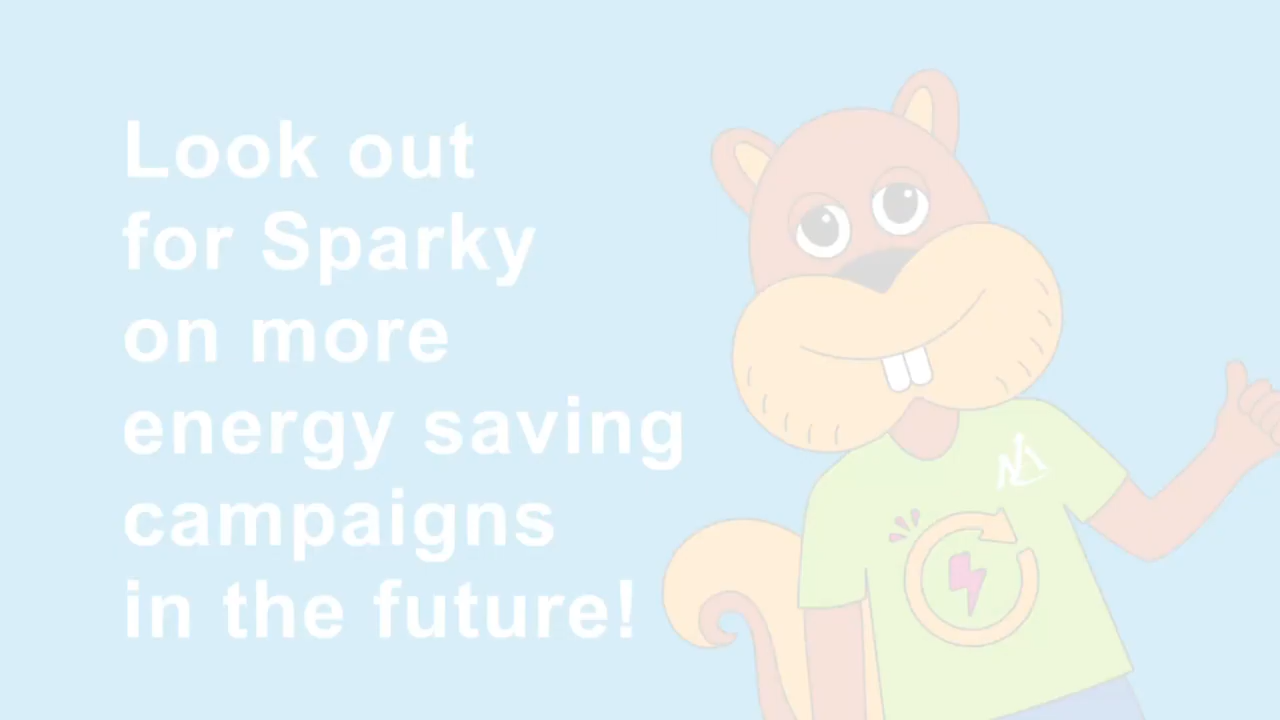 Look out
for Sparky
on more
energy saving
campaigns
in the future!